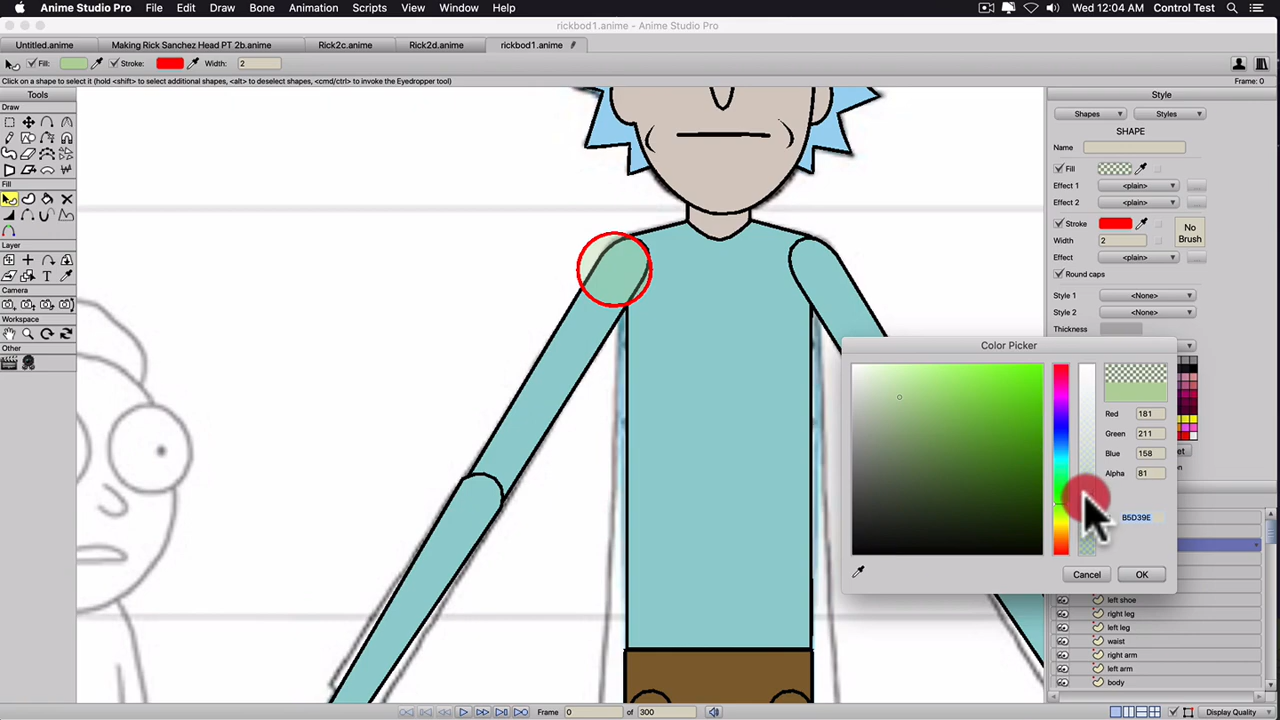 Anime Studio Pro File Edit Draw Bone Animation Scripts View Window Help Wed 12:04 AM Control Test
rickbod1.anime - Anime Studio Pro
Untitled.anime Making Rick Sanchez Head PT 2b.anime Rick2c.anime Rick2d.anime rickbod1.anime
Fill: Stroke: Width: 2
Click on a shape to select it (hold <shift> to select additional shapes, <alt> to deselect shapes, <cmd/ctrl> to invoke the Eyedropper tool) Frame: 0
Tools
Draw
Fill
Layer
Camera
Workspace
Other
Style
Shapes Styles
SHAPE
Name
Fill
Effect 1 <plain> ...
Effect 2 <plain> ...
Stroke
Width 2
No
Brush
Effect <plain> ...
Round caps
Style 1 <None>
Style 2 <None>
Thickness
Color Picker
Red 181
Green 211
Blue 158
Alpha 81
B5D39E
Cancel OK
left shoe
right leg
left leg
waist
right arm
left arm
body
Frame 0 of 300 Display Quality